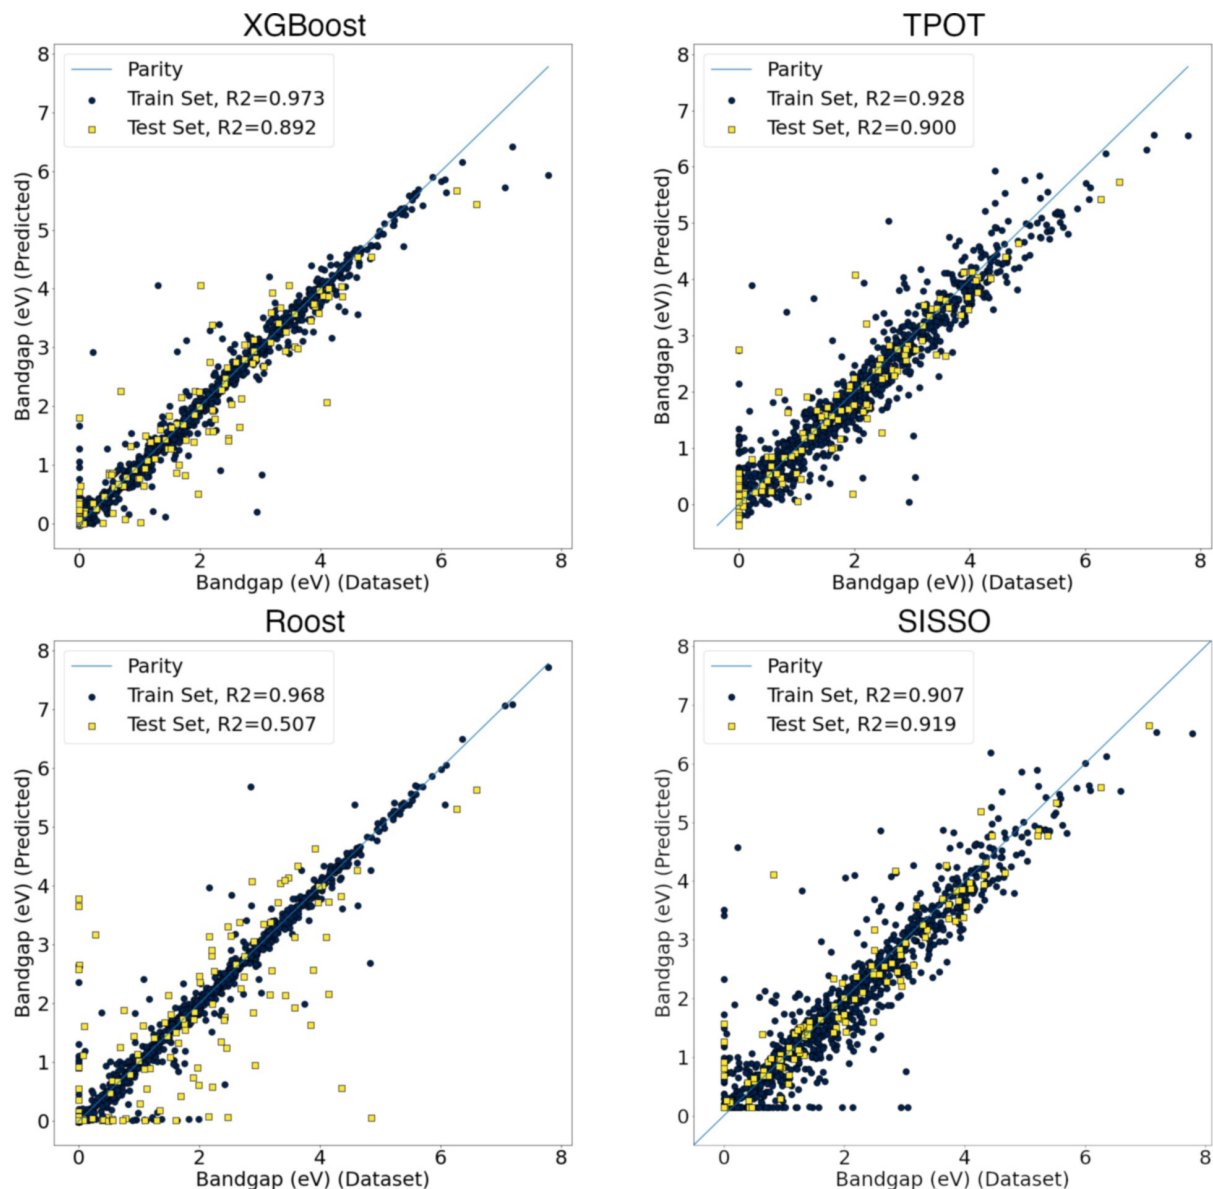 XGBoost
8
7
6
5
4
3
2
1
0
Bandgap (eV) (Predicted)
Parity
Train Set, R2=0.973
Test Set, R2=0.892
0 2 4 6 8
Bandgap (eV) (Dataset)
TPOT
8
7
6
5
4
3
2
1
0
Bandgap (eV)) (Predicted)
Parity
Train Set, R2=0.928
Test Set, R2=0.900
0 2 4 6 8
Bandgap (eV)) (Dataset)
Roost
8
7
6
5
4
3
2
1
0
Bandgap (eV) (Predicted)
Parity
Train Set, R2=0.968
Test Set, R2=0.507
0 2 4 6 8
Bandgap (eV) (Dataset)
SISSO
8
7
6
5
4
3
2
1
0
Bandgap (eV) (Predicted)
Parity
Train Set, R2=0.907
Test Set, R2=0.919
0 2 4 6 8
Bandgap (eV) (Dataset)